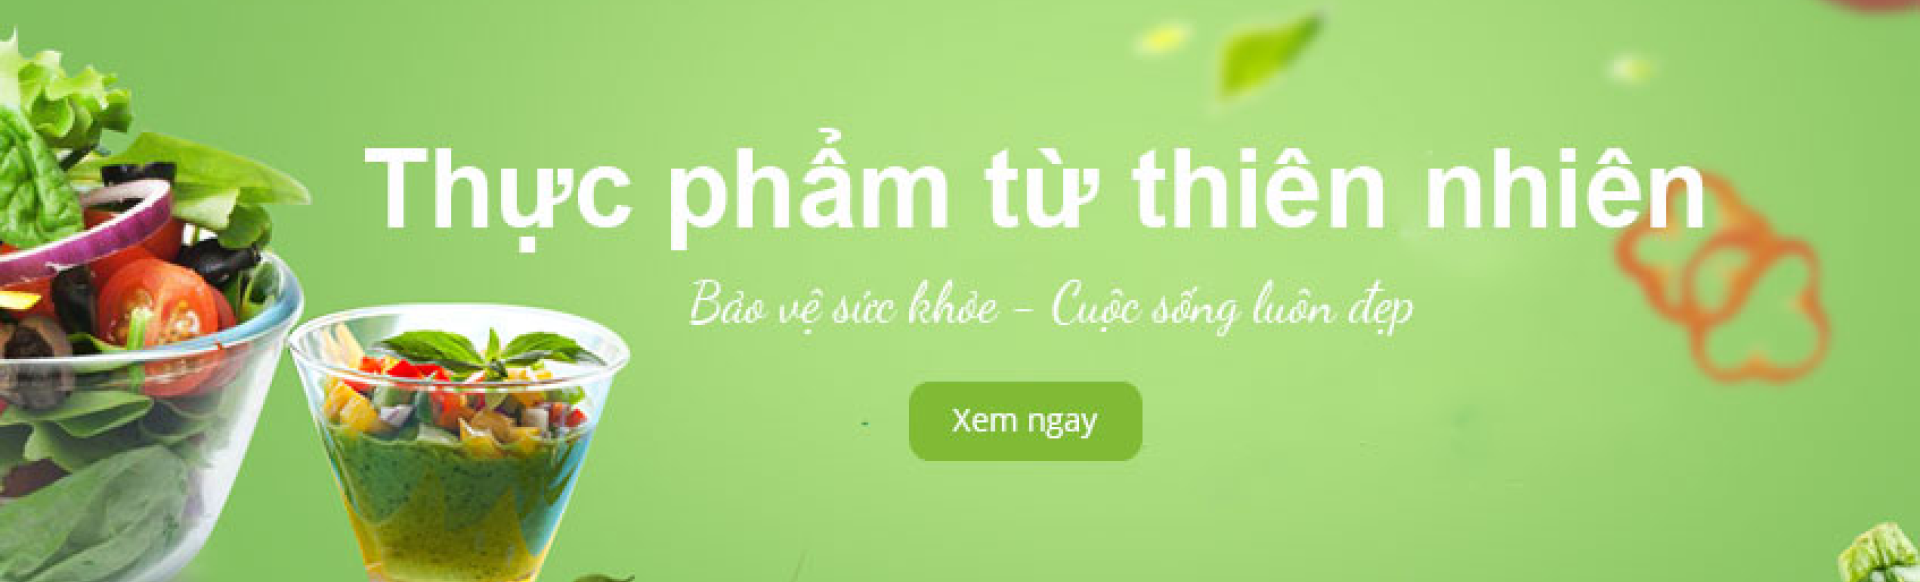 Thực phẩm từ thiên nhiên
Bảo vệ sức khỏe - Cuộc sống luôn đẹp
Xem ngay